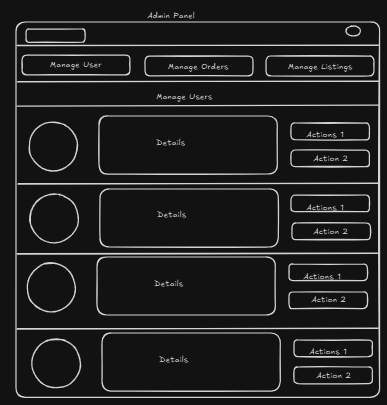 Admin Panel
Manage User Manage Orders Manage Listings
Manage Users
Details
Actions 1
Action 2
Details
Actions 1
Action 2
Details
Actions 1
Action 2
Details
Actions 1
Action 2